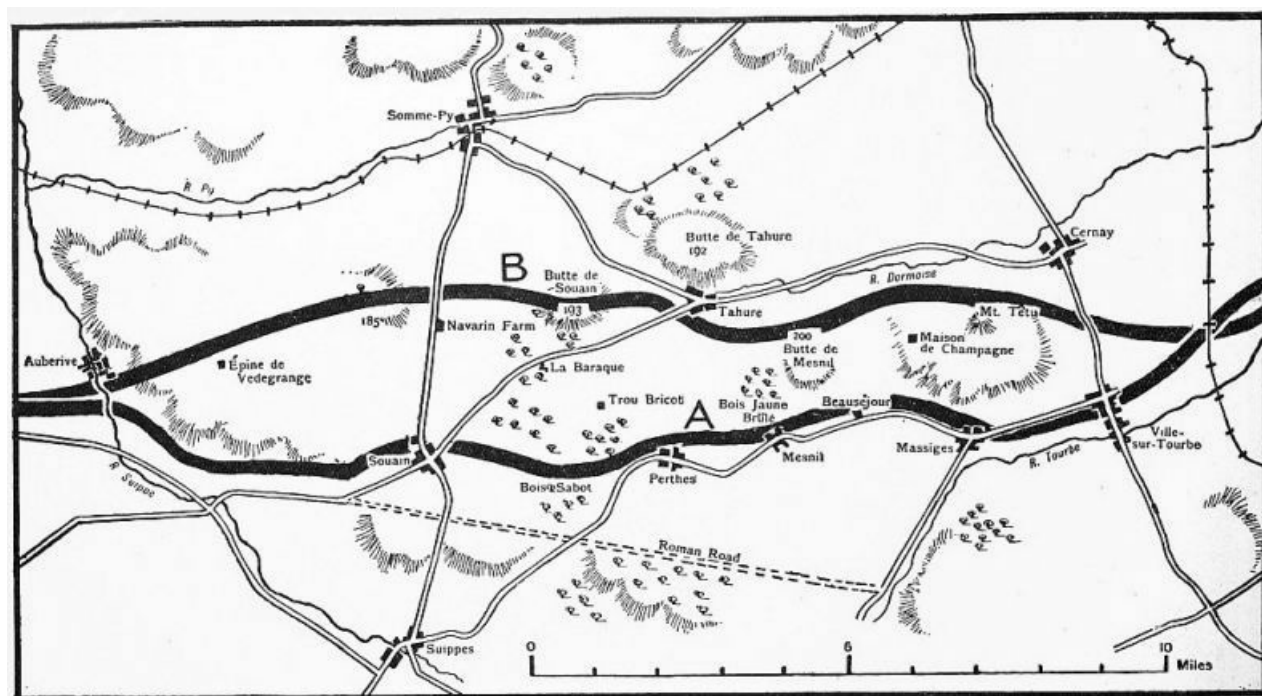 Somme-Py
R. Py
Butte de Tahure
192
Cernay
B
Butte de
Souain
193
R. Dormoise
Tahure
Mt. Tetu
185
Navarin Farm
200
Butte de
Mesnil
Maison
de Champagne
Auberive
Épine de
Vedegrange
La Baraque
Trou Bricot
A
Bois Jaune
Brûlé
Beauséjour
Souain
Perthes
Mesnil
Massiges
Ville-
sur-Tourbe
R. Tourbe
R. Suippe
Bois Sabot
Roman Road
Suippes
0
6
10
Miles